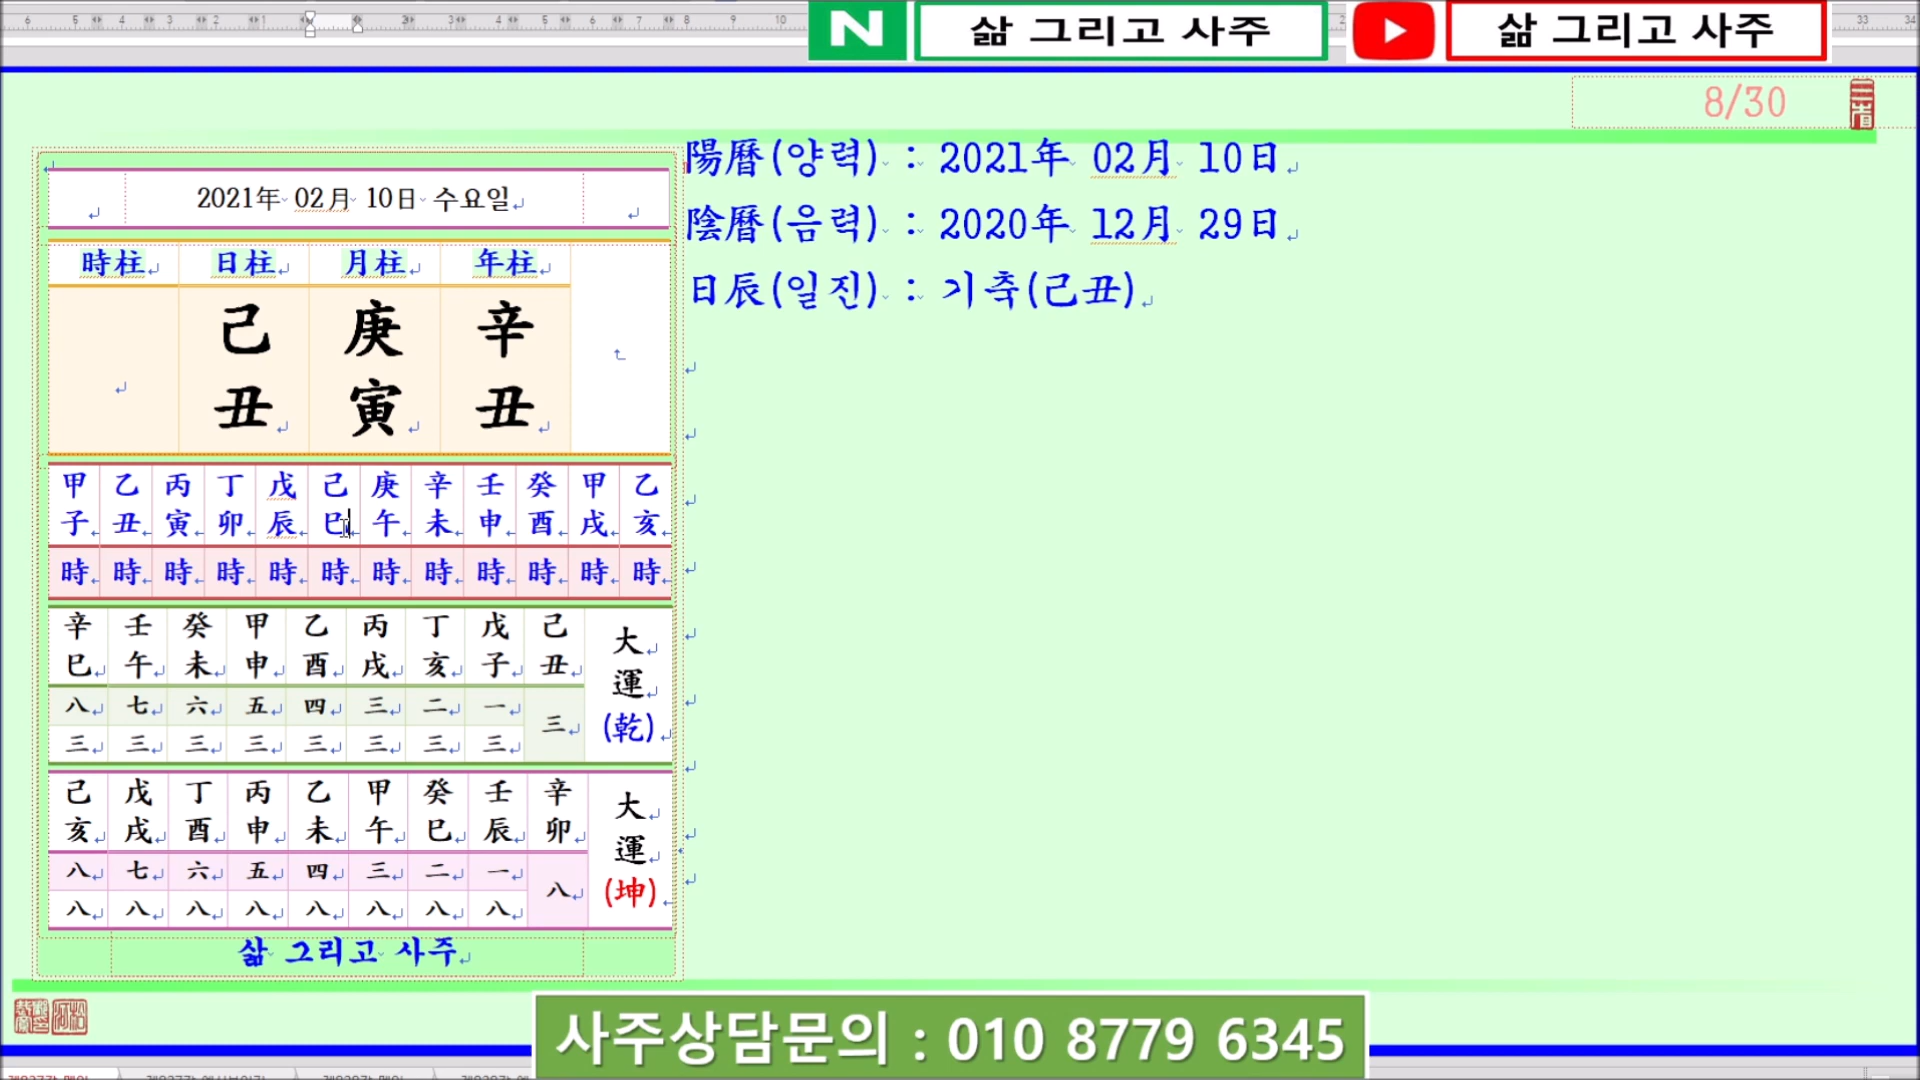 삶 그리고 사주
삶 그리고 사주
8/30
陽曆(양력) : 2021年 02月 10日
陰曆(음력) : 2020年 12月 29日
日辰(일진) : 기축(己丑)
2021年 02月 10日 수요일
時柱 日柱 月柱 年柱
己 庚 辛
丑 寅 丑
甲 乙 丙 丁 戊 己 庚 辛 壬 癸 甲 乙
子 丑 寅 卯 辰 巳 午 未 申 酉 戌 亥
時 時 時 時 時 時 時 時 時 時 時 時
辛 壬 癸 甲 乙 丙 丁 戊 己
巳 午 未 申 酉 戌 亥 子 丑
八 七 六 五 四 三 二 一 三
三 三 三 三 三 三 三 三
大
運
(乾)
己 戊 丁 丙 乙 甲 癸 壬 辛
亥 戌 酉 申 未 午 巳 辰 卯
八 七 六 五 四 三 二 一 八
八 八 八 八 八 八 八 八
大
運
(坤)
삶 그리고 사주
사주상담문의 : 010 8779 6345